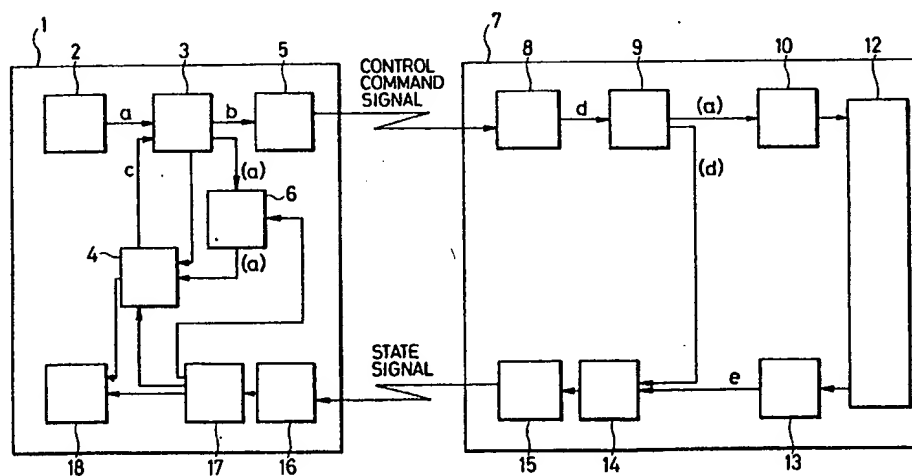 1
2
3
5
7
8
9
10
12
CONTROL
COMMAND
SIGNAL
a
b
d
(a)
c
(a)
6
(d)
4
(a)
STATE
SIGNAL
e
18
17
16
15
14
13